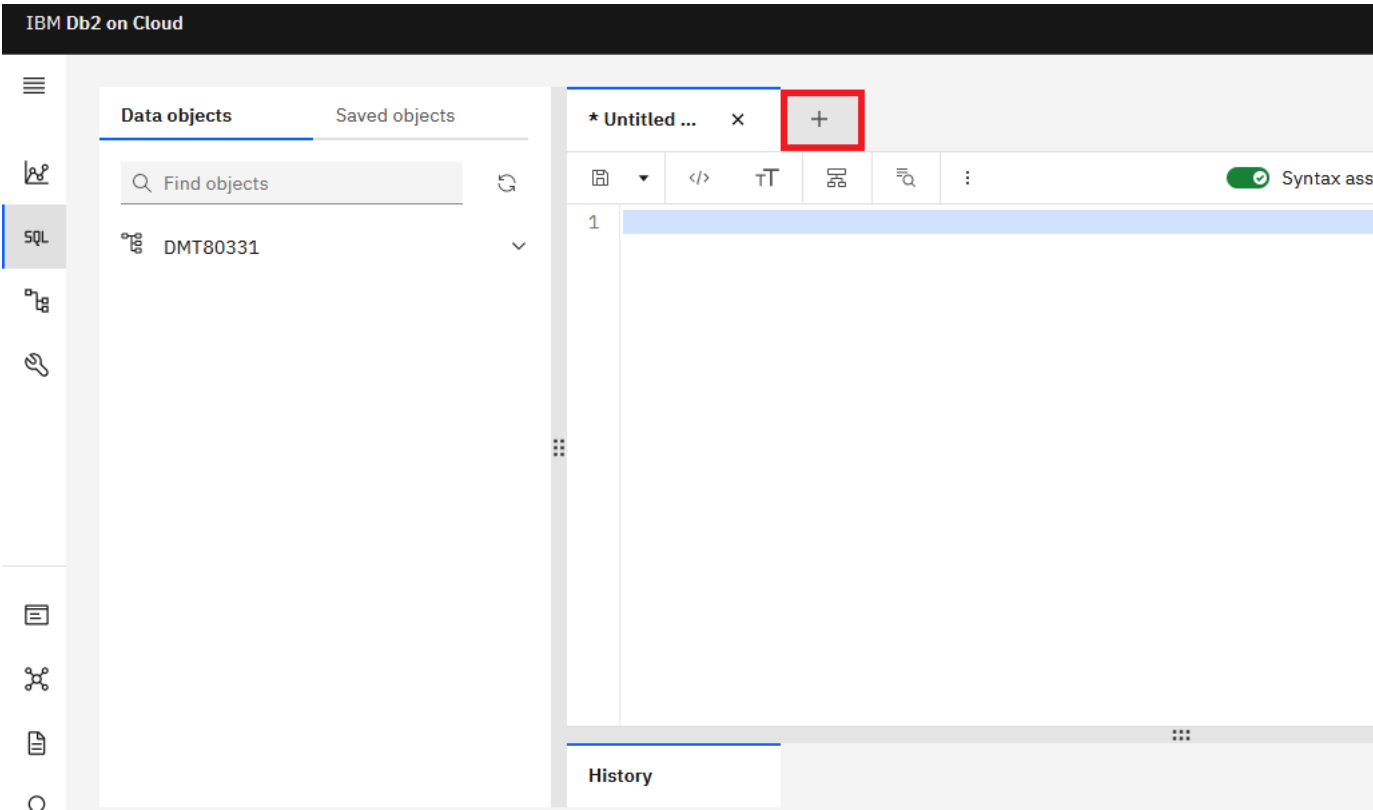 IBM Db2 on Cloud
Data objects
Saved objects
* Untitled ...
Find objects
Syntax ass
SQL
DMT80331
1
History